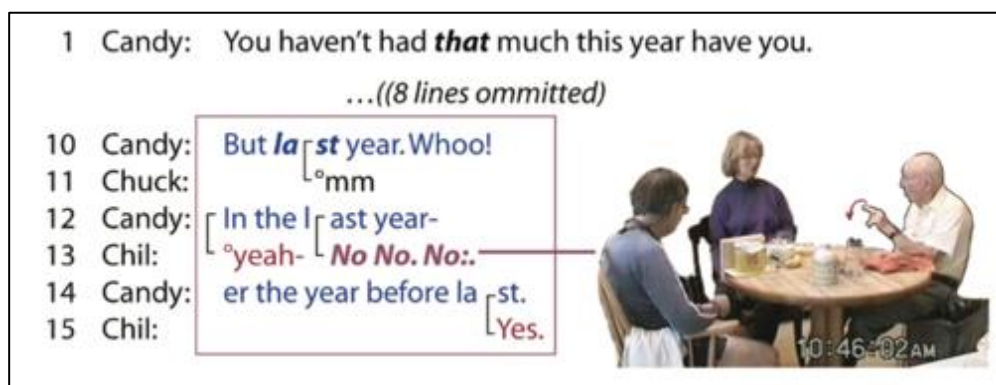 1 Candy: You haven't had that much this year have you.
...((8 lines ommitted)
10 Candy: But last year. Whoo!
11 Chuck: °mm
12 Candy: In the last year-
13 Chil: °yeah- No No. No:.
14 Candy: er the year before last.
15 Chil: Yes.
10:46-02AM